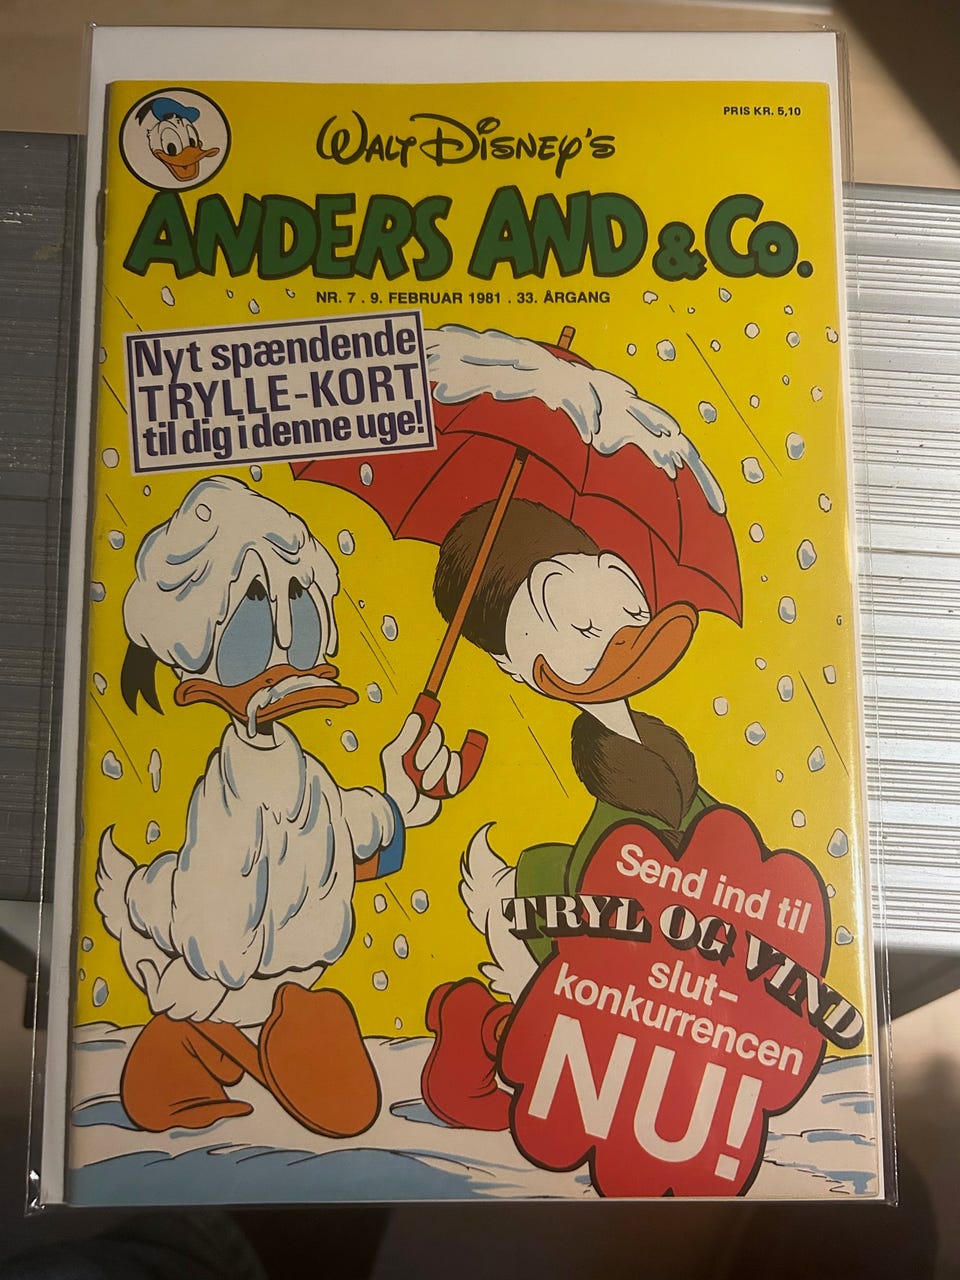 PRIS KR. 5,10
WALT DISNEY'S
ANDERS AND & Co.
NR. 7 . 9. FEBRUAR 1981 . 33. ÅRGANG
Nyt spændende
TRYLLE-KORT
til dig i denne uge!
Send ind til
TRYL OG VIND
slut-
konkurrencen
NU!